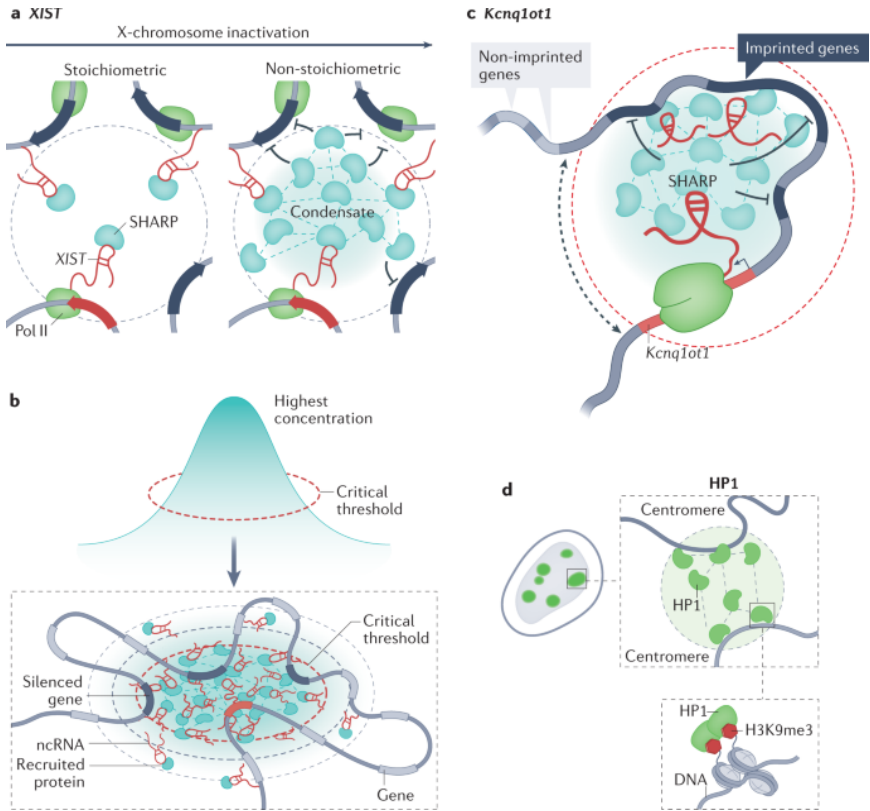 a XIST
X-chromosome inactivation
Stoichiometric
Non-stoichiometric
SHARP
XIST
Pol II
Condensate
b
Highest
concentration
Critical
threshold
Critical
threshold
Silenced
gene
ncRNA
Recruited
protein
Gene
c Kcnq1ot1
Non-imprinted
genes
Imprinted genes
SHARP
Kcnq1ot1
d
HP1
Centromere
HP1
Centromere
HP1
H3K9me3
DNA